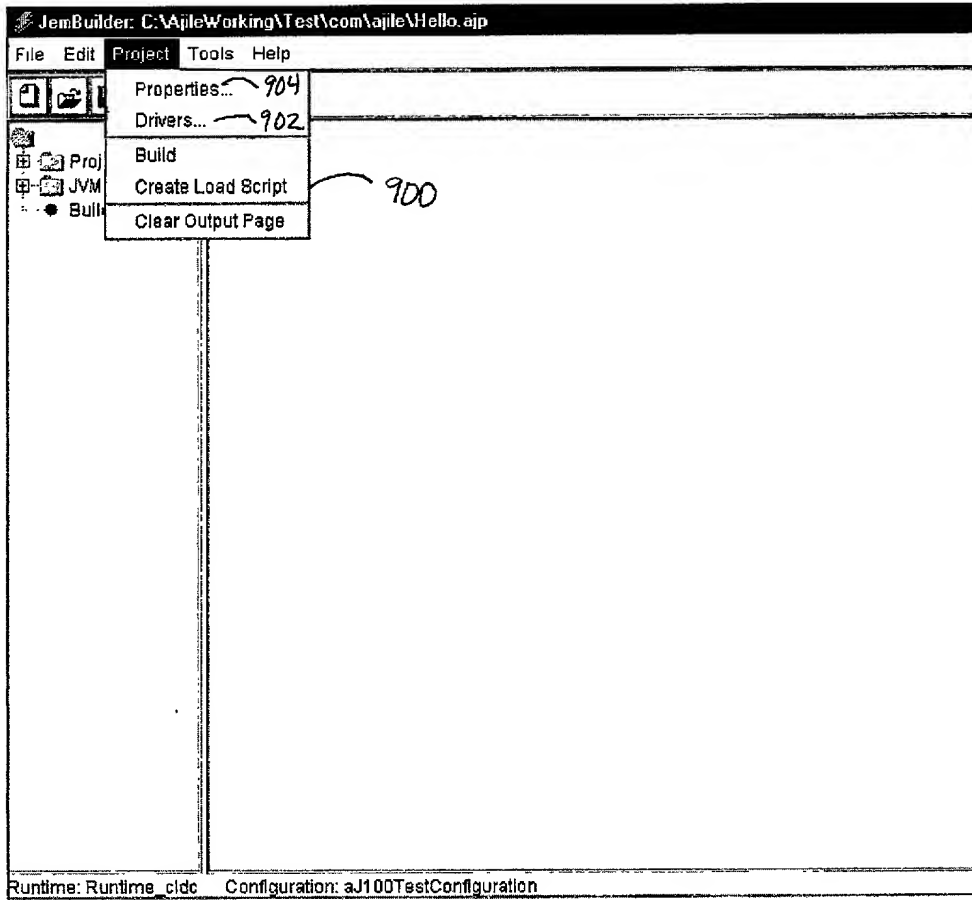 JemBuilder: C:\AjileWorking\Test\com\ajile\Hello.ajp
File Edit Project Tools Help
Properties... 904
Drivers... 902
Proj Build
JVM Create Load Script 900
Clear Output Page
Runtime: Runtime_cldc Configuration: aJ100TestConfiguration